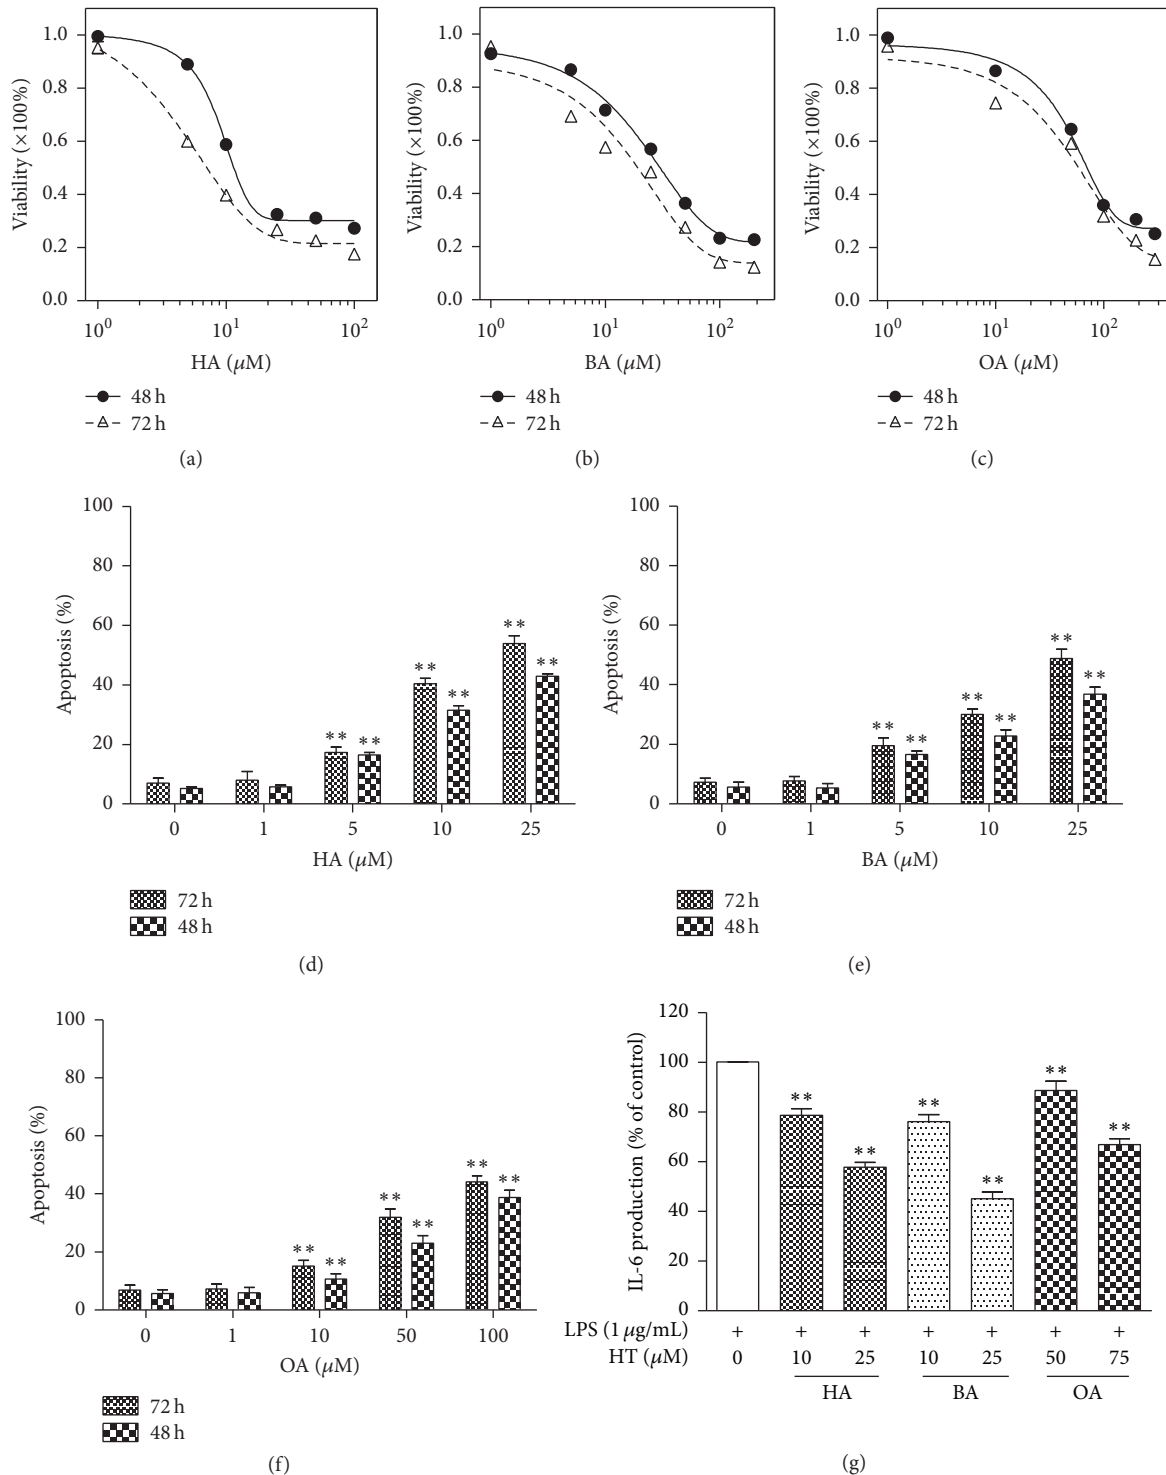 1.0
0.8
0.6
0.4
0.2
0.0
Viability (×100%)
10⁰ 10¹ 10²
HA (μM)
48 h
72 h
(a)
1.0
0.8
0.6
0.4
0.2
0.0
Viability (×100%)
10⁰ 10¹ 10²
BA (μM)
48 h
72 h
(b)
1.0
0.8
0.6
0.4
0.2
0.0
Viability (×100%)
10⁰ 10¹ 10²
OA (μM)
48 h
72 h
(c)
100
80
60
40
20
0
Apoptosis (%)
** ** ** ** ** **
0 1 5 10 25
HA (μM)
72 h
48 h
(d)
100
80
60
40
20
0
Apoptosis (%)
** ** ** ** ** **
0 1 5 10 25
BA (μM)
72 h
48 h
(e)
100
80
60
40
20
0
Apoptosis (%)
** ** ** ** ** **
0 1 10 50 100
OA (μM)
72 h
48 h
(f)
120
100
80
60
40
20
0
IL-6 production (% of control)
** ** ** ** ** **
LPS (1 μg/mL) + + + + + + +
HT (μM) 0 10 25 10 25 50 75
HA BA OA
(g)